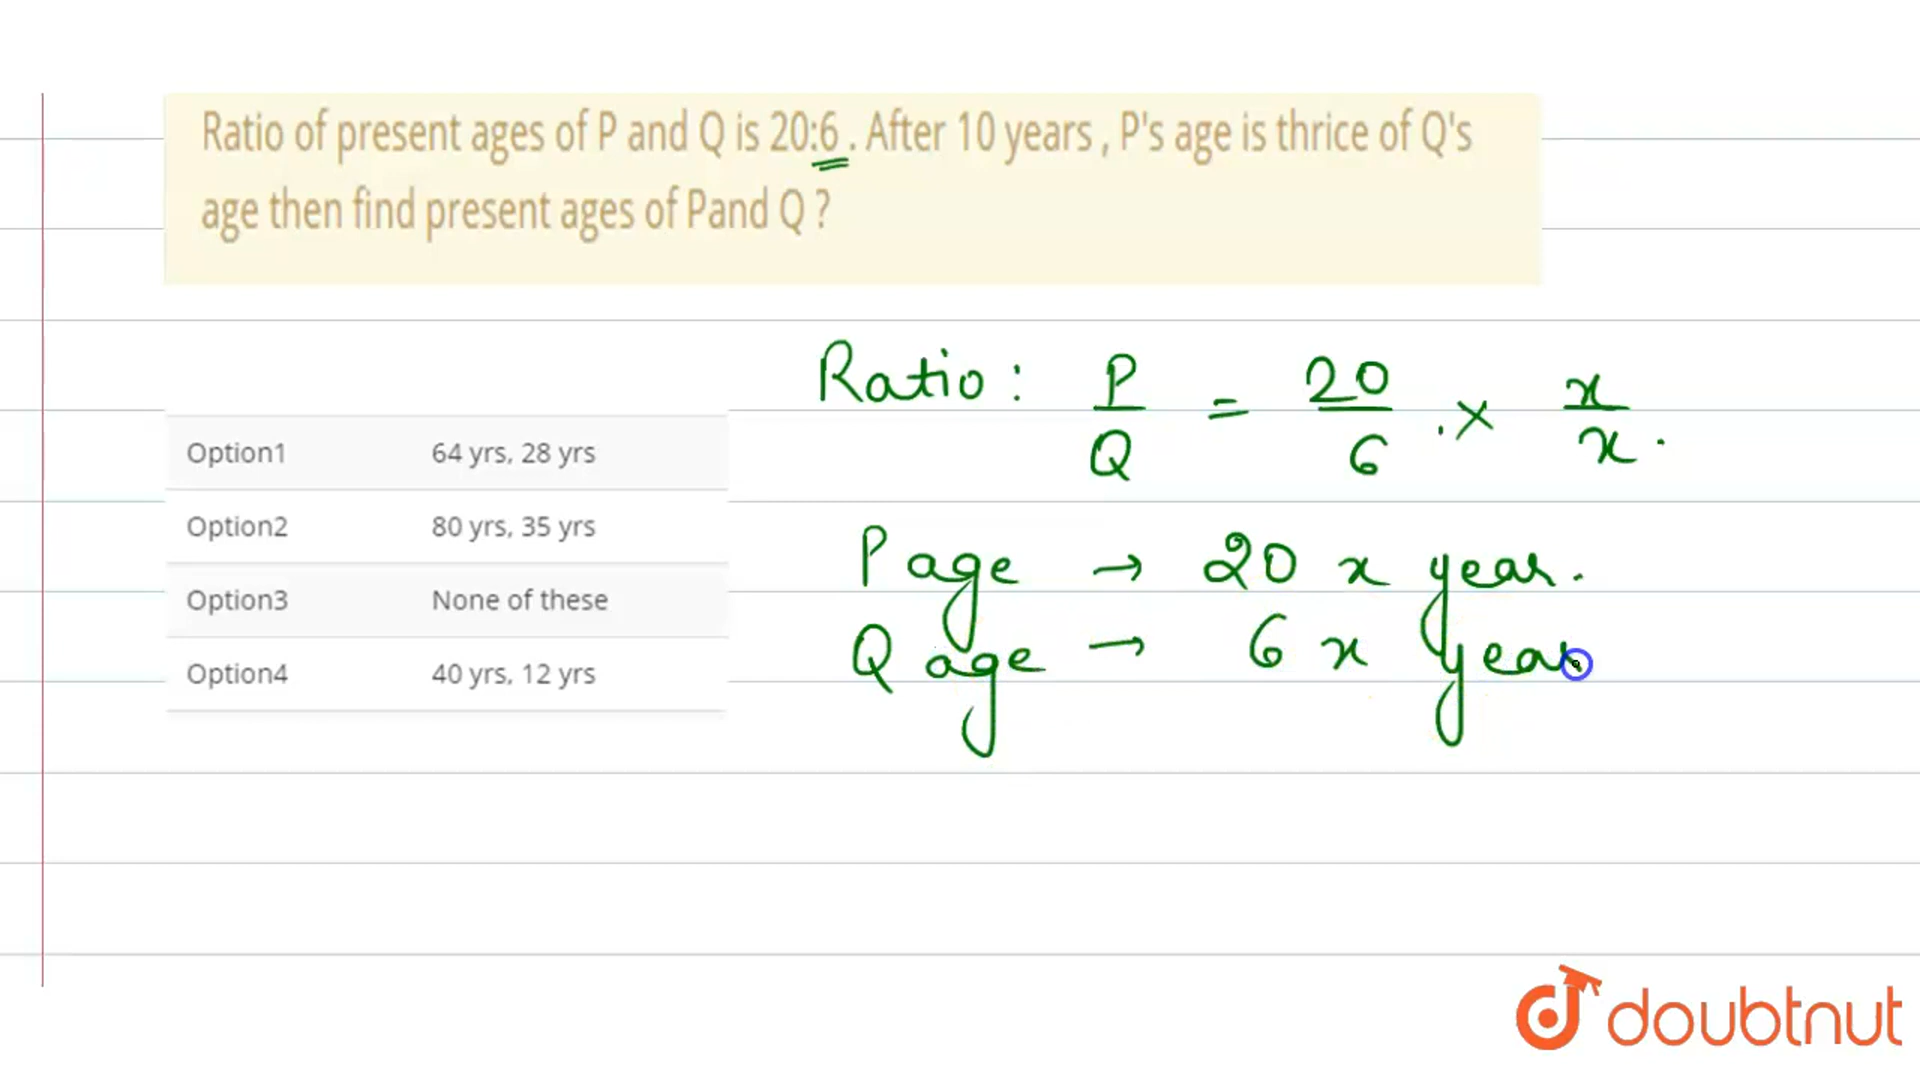 Ratio of present ages of P and Q is 20:6 . After 10 years , P's age is thrice of Q's
age then find present ages of Pand Q ?
Ratio : P/Q = 20/6 . × x/x .
Option1 64 yrs, 28 yrs
Option2 80 yrs, 35 yrs
Option3 None of these
Option4 40 yrs, 12 yrs
P age → 20 x year.
Q age → 6 x year
doubtnut